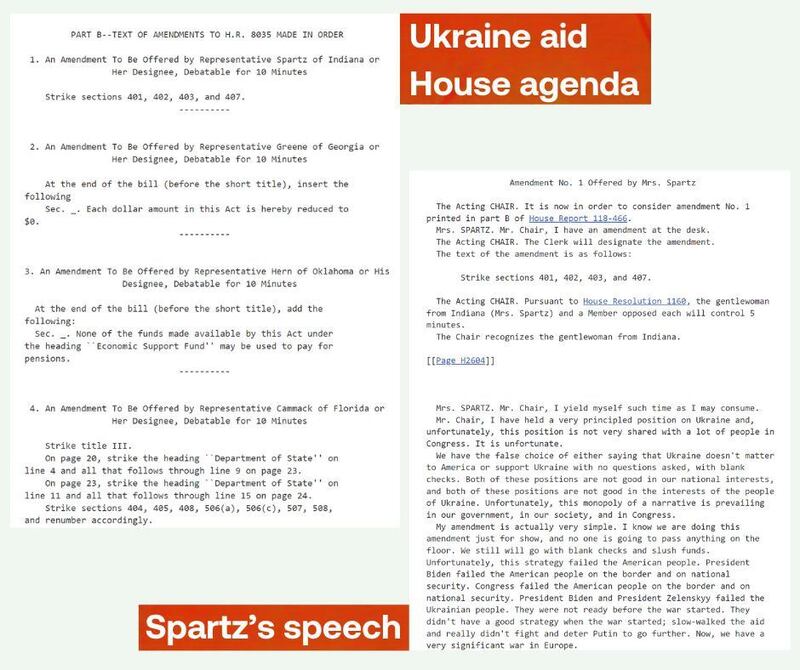 PART B--TEXT OF AMENDMENTS TO H.R. 8035 MADE IN ORDER
1. An Amendment To Be Offered by Representative Spartz of Indiana or
Her Designee, Debatable for 10 Minutes
Strike sections 401, 402, 403, and 407.
----------
2. An Amendment To Be Offered by Representative Greene of Georgia or
Her Designee, Debatable for 10 Minutes
At the end of the bill (before the short title), insert the
following
Sec. _. Each dollar amount in this Act is hereby reduced to
$0.
----------
3. An Amendment To Be Offered by Representative Hern of Oklahoma or His
Designee, Debatable for 10 Minutes
At the end of the bill (before the short title), add the
following:
Sec. _. None of the funds made available by this Act under
the heading ``Economic Support Fund'' may be used to pay for
pensions.
----------
4. An Amendment To Be Offered by Representative Cammack of Florida or
Her Designee, Debatable for 10 Minutes
Strike title III.
On page 20, strike the heading ``Department of State'' on
line 4 and all that follows through line 9 on page 23.
On page 23, strike the heading ``Department of State'' on
line 11 and all that follows through line 15 on page 24.
Strike sections 404, 405, 408, 506(a), 506(c), 507, 508,
and renumber accordingly.
Ukraine aid
House agenda
Amendment No. 1 Offered by Mrs. Spartz
The Acting CHAIR. It is now in order to consider amendment No. 1
printed in part B of House Report 118-466.
Mrs. SPARTZ. Mr. Chair, I have an amendment at the desk.
The Acting CHAIR. The Clerk will designate the amendment.
The text of the amendment is as follows:
Strike sections 401, 402, 403, and 407.
The Acting CHAIR. Pursuant to House Resolution 1160, the gentlewoman
from Indiana (Mrs. Spartz) and a Member opposed each will control 5
minutes.
The Chair recognizes the gentlewoman from Indiana.
[[Page H2604]]
Mrs. SPARTZ. Mr. Chair, I yield myself such time as I may consume.
Mr. Chair, I have held a very principled position on Ukraine and,
unfortunately, this position is not very shared with a lot of people in
Congress. It is unfortunate.
We have the false choice of either saying that Ukraine doesn't matter
to America or support Ukraine with no questions asked, with blank
checks. Both of these positions are not good in our national interests,
and both of these positions are not good in the interests of the people
of Ukraine. Unfortunately, this monopoly of a narrative is prevailing
in our government, in our society, and in Congress.
My amendment is actually very simple. I know we are doing this
amendment just for show, and no one is going to pass anything on the
floor. We still will go with blank checks and slush funds.
Unfortunately, this strategy failed the American people. President
Biden failed the American people on the border and on national
security. Congress failed the American people on the border and on
national security. President Biden and President Zelenskyy failed the
Ukrainian people. They were not ready before the war started. They
didn't have a good strategy when the war started; slow-walked the aid
and really didn't fight and deter Putin to go further. Now, we have a
very significant war in Europe.
Spartz's speech